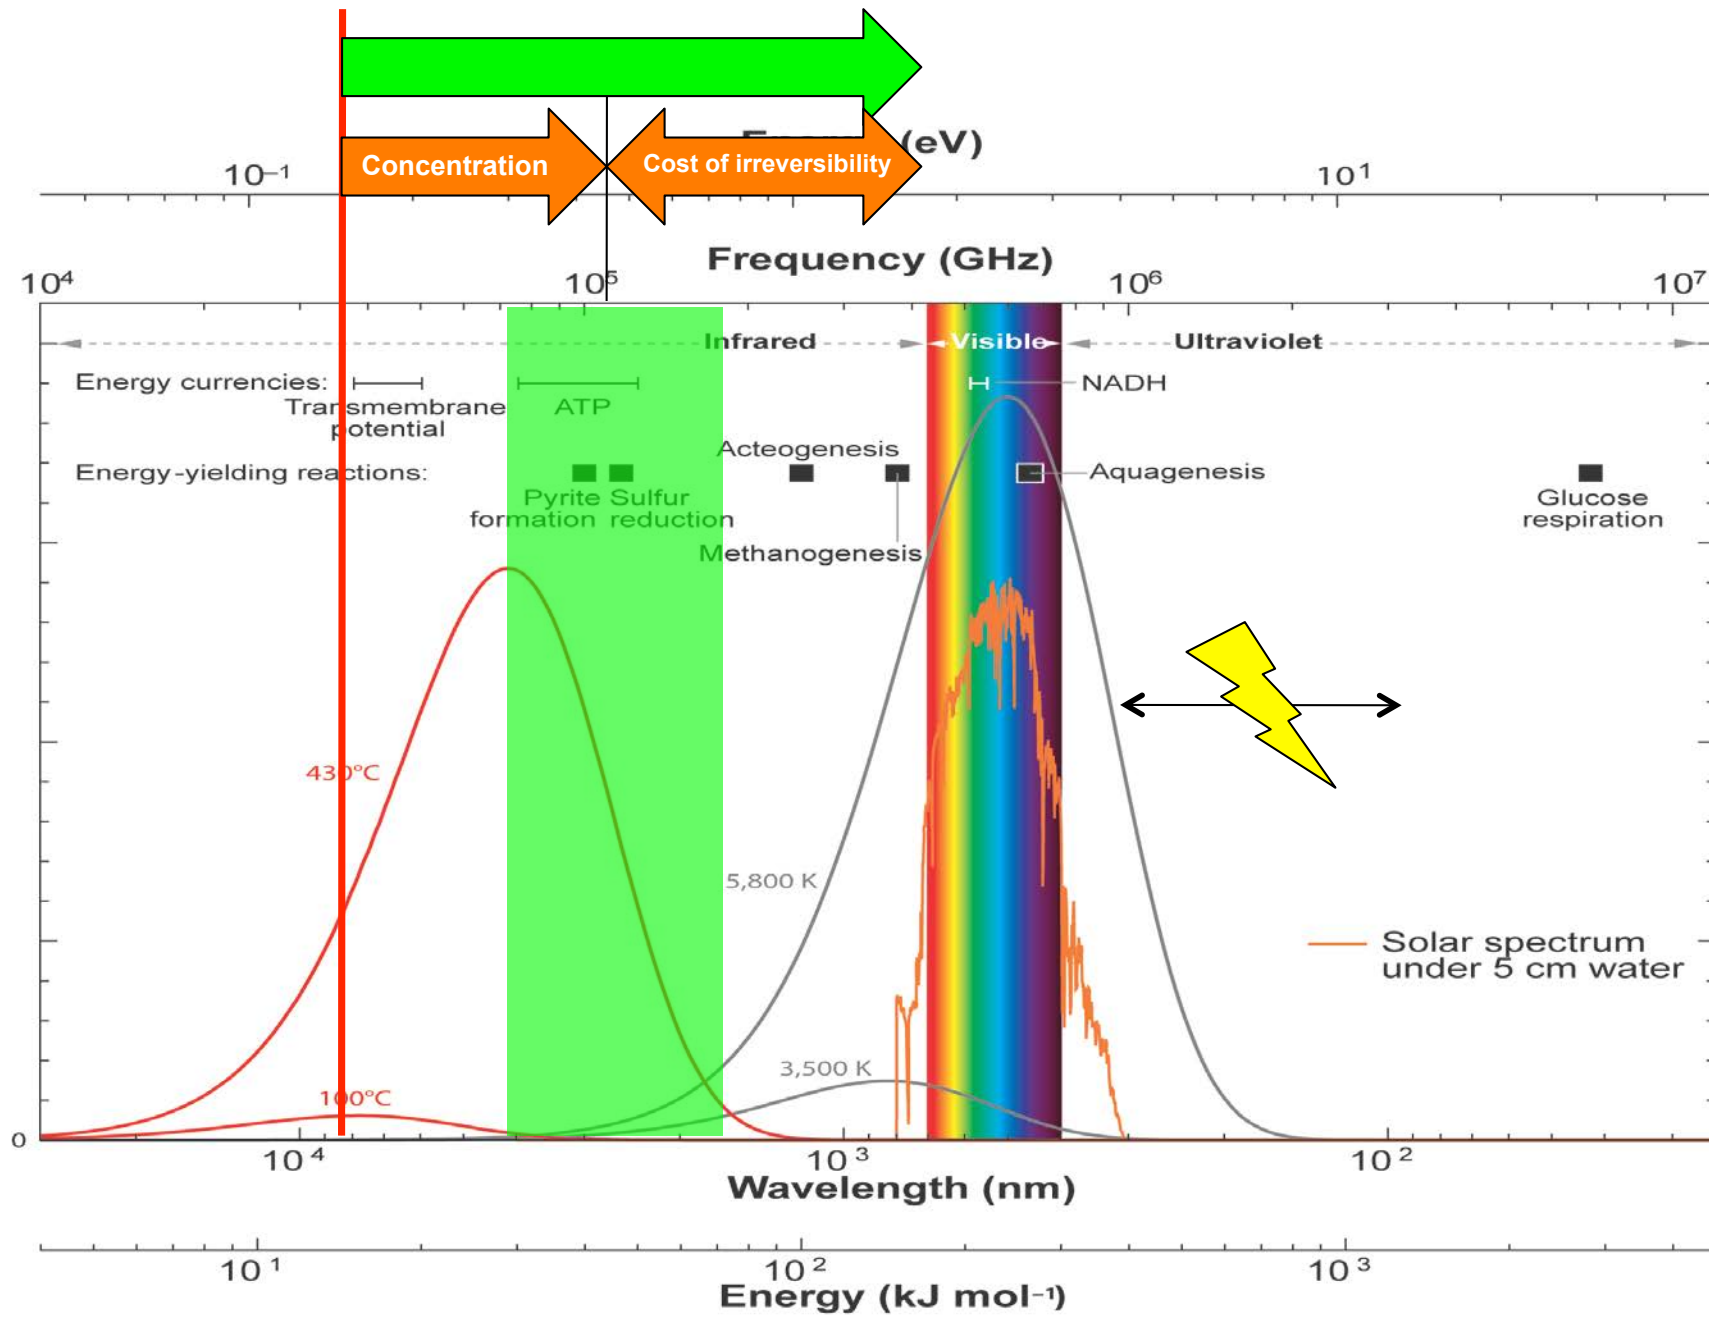 (eV)
Concentration
Cost of irreversibility
10⁻¹
10¹
Frequency (GHz)
10⁴
10⁵
10⁶
10⁷
Infrared
Visible
Ultraviolet
Energy currencies:
Transmembrane
potential
ATP
NADH
Acteogenesis
Energy-yielding reactions:
Aquagenesis
Pyrite Sulfur
formation reduction
Glucose
respiration
Methanogenesis
430°C
5,800 K
Solar spectrum
under 5 cm water
3,500 K
100°C
0
10⁴
10³
10²
Wavelength (nm)
10¹
10²
10³
Energy (kJ mol⁻¹)